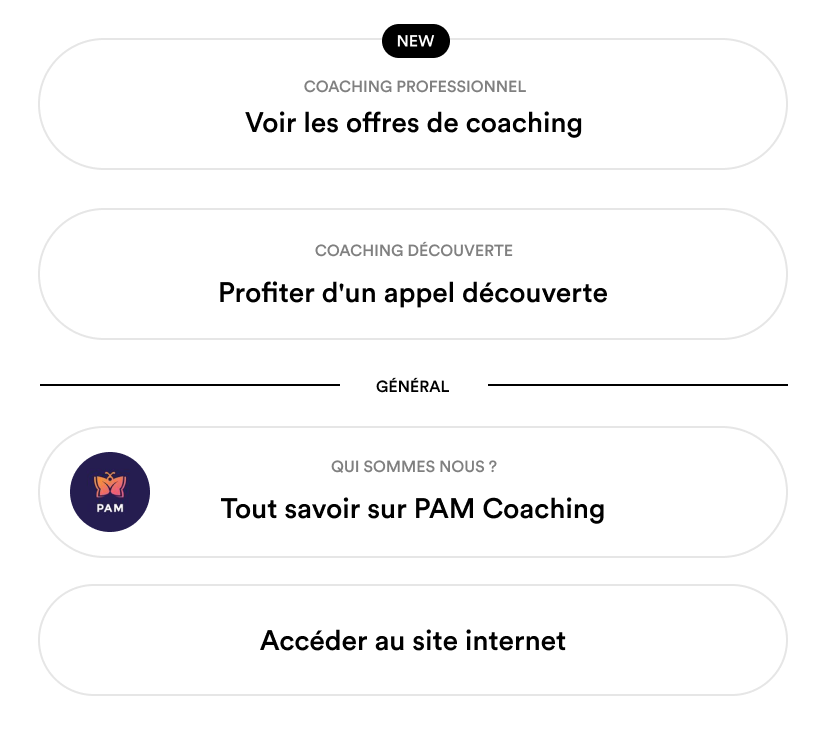 NEW
COACHING PROFESSIONNEL
Voir les offres de coaching
COACHING DÉCOUVERTE
Profiter d'un appel découverte
GÉNÉRAL
QUI SOMMES NOUS ?
PAM
Tout savoir sur PAM Coaching
Accéder au site internet